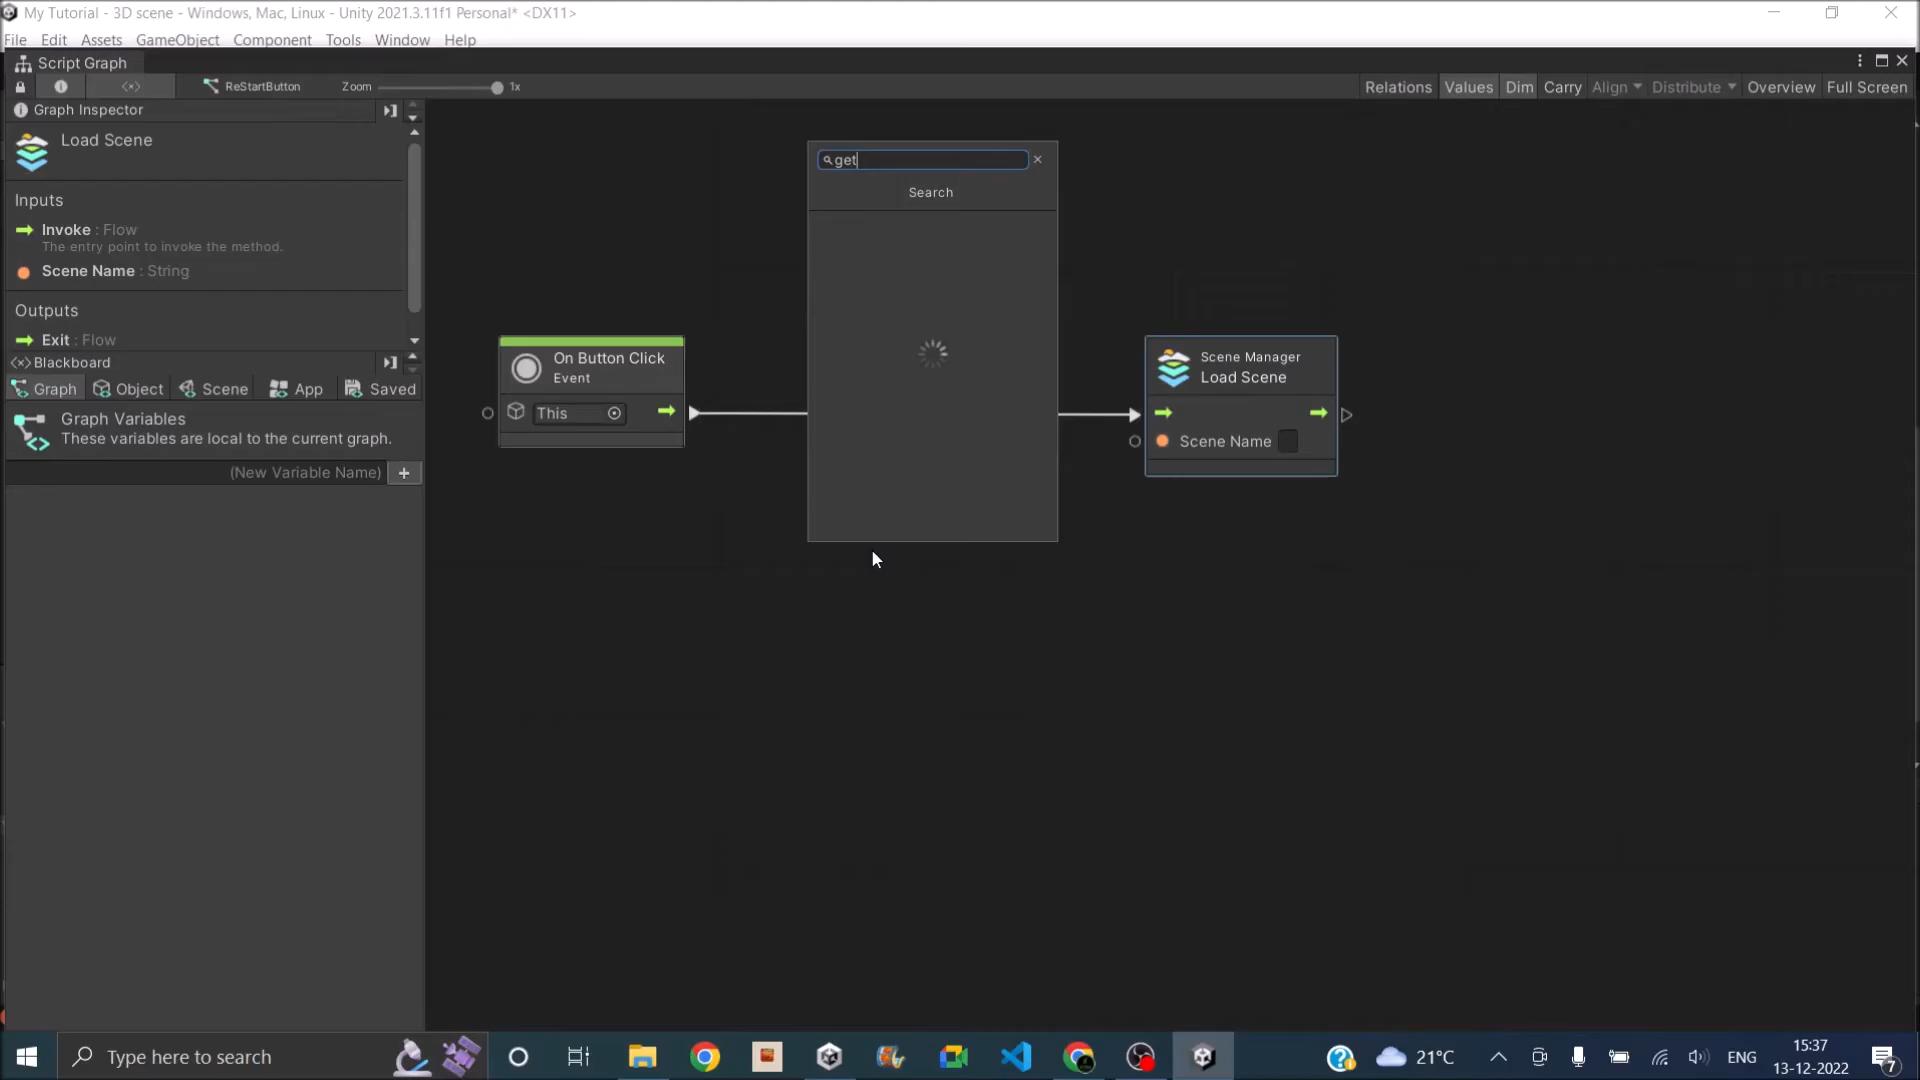 My Tutorial - 3D scene - Windows, Mac, Linux - Unity 2021.3.11f1 Personal* <DX11>
File Edit Assets GameObject Component Tools Window Help
Script Graph
ReStartButton Zoom 1x Relations Values Dim Carry Align Distribute Overview Full Screen
Graph Inspector
Load Scene
Inputs
Invoke : Flow
The entry point to invoke the method.
Scene Name : String
Outputs
Exit : Flow
Blackboard
Graph Object Scene App Saved
Graph Variables
These variables are local to the current graph.
(New Variable Name) +
get
Search
On Button Click
Event
This
Scene Manager
Load Scene
Scene Name
Type here to search
21°C
ENG
15:37
13-12-2022
7